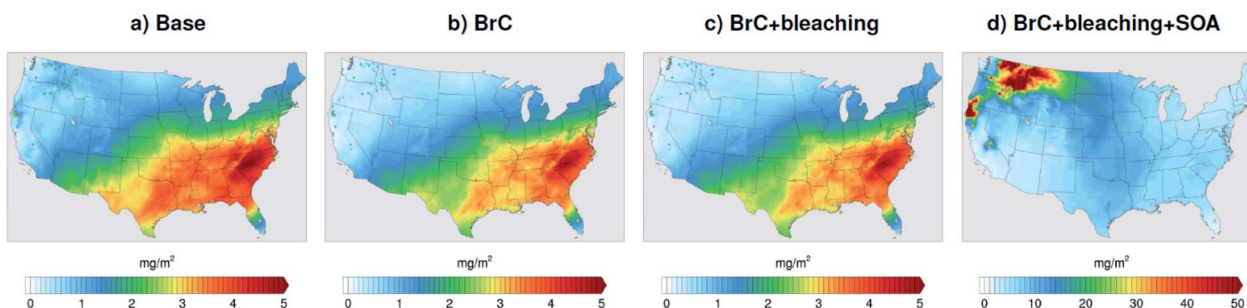 a) Base
b) BrC
c) BrC+bleaching
d) BrC+bleaching+SOA
mg/m²
mg/m²
mg/m²
mg/m²
0 1 2 3 4 5
0 1 2 3 4 5
0 1 2 3 4 5
0 10 20 30 40 50